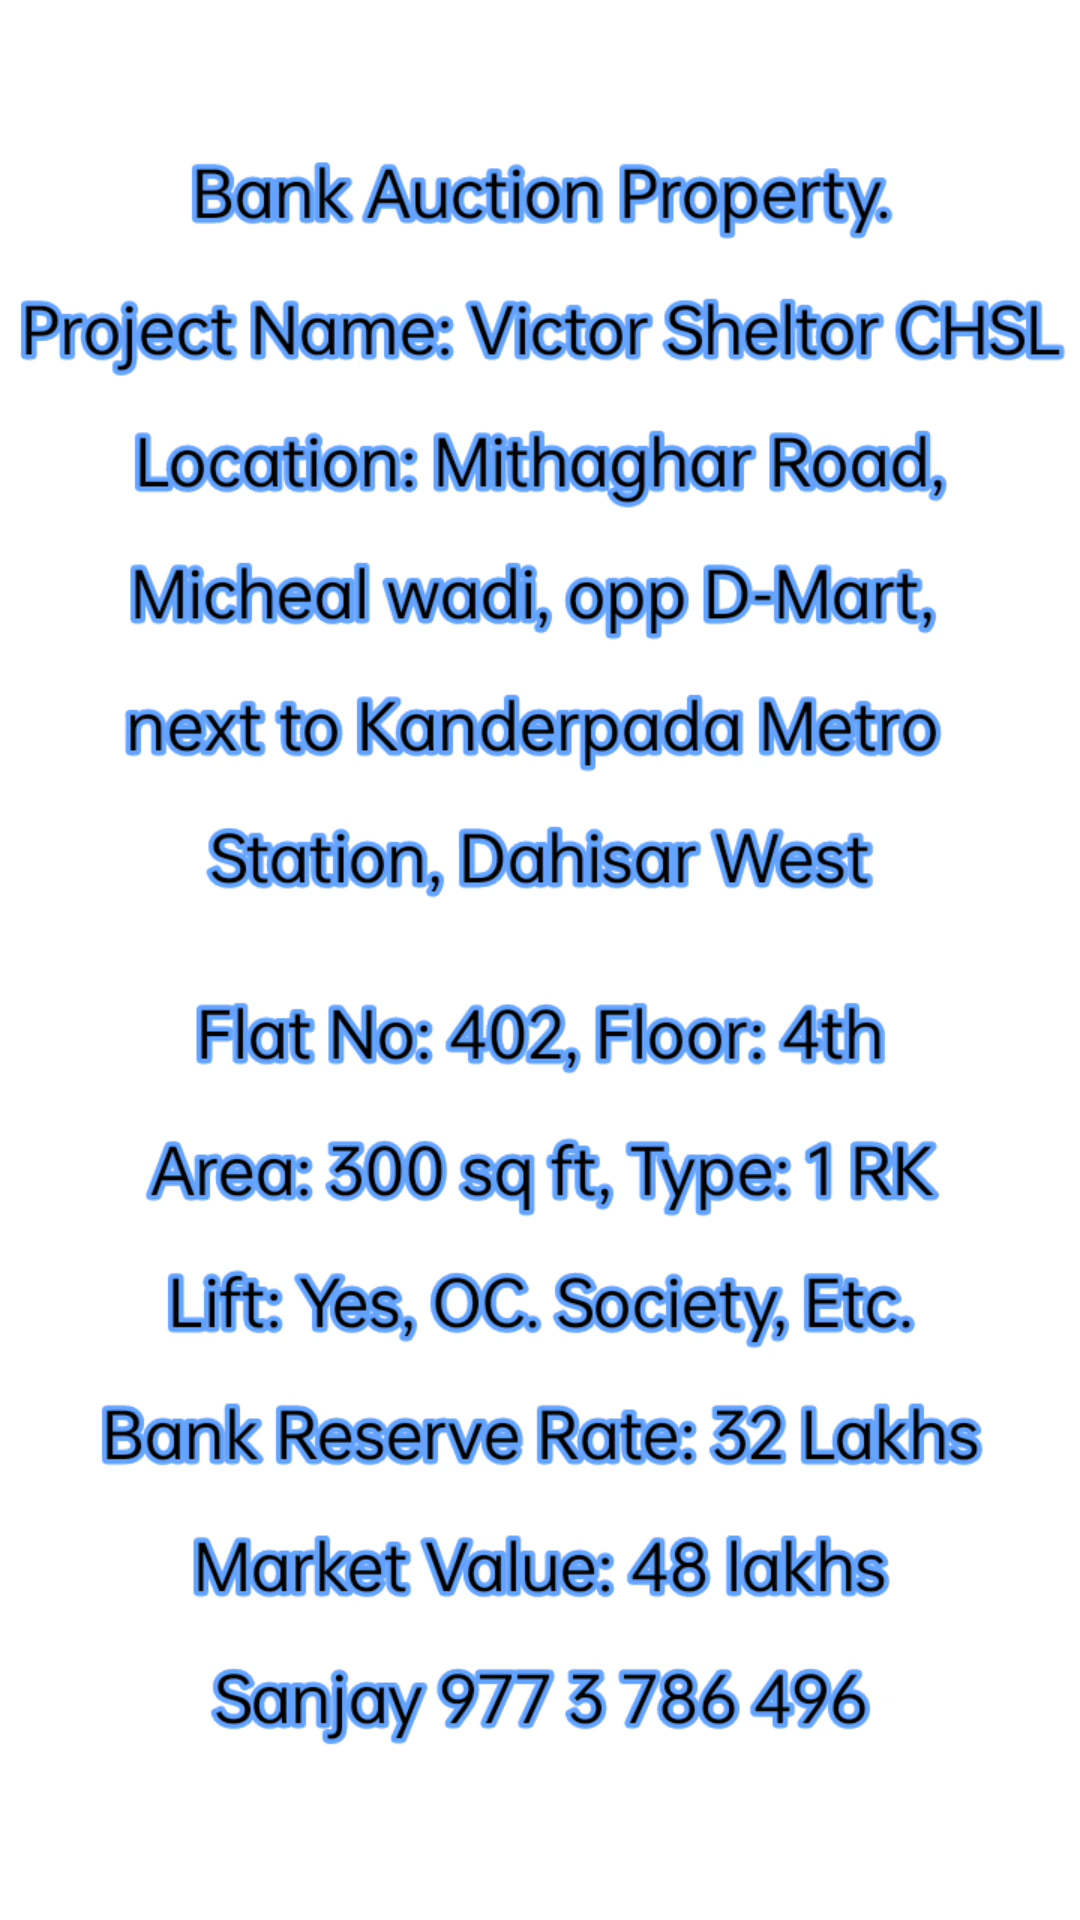 Bank Auction Property.
Project Name: Victor Sheltor CHSL
Location: Mithaghar Road,
Micheal wadi, opp D-Mart,
next to Kanderpada Metro
Station, Dahisar West
Flat No: 402, Floor: 4th
Area: 300 sq ft, Type: 1 RK
Lift: Yes, OC. Society, Etc.
Bank Reserve Rate: 32 Lakhs
Market Value: 48 lakhs
Sanjay 977 3 786 496